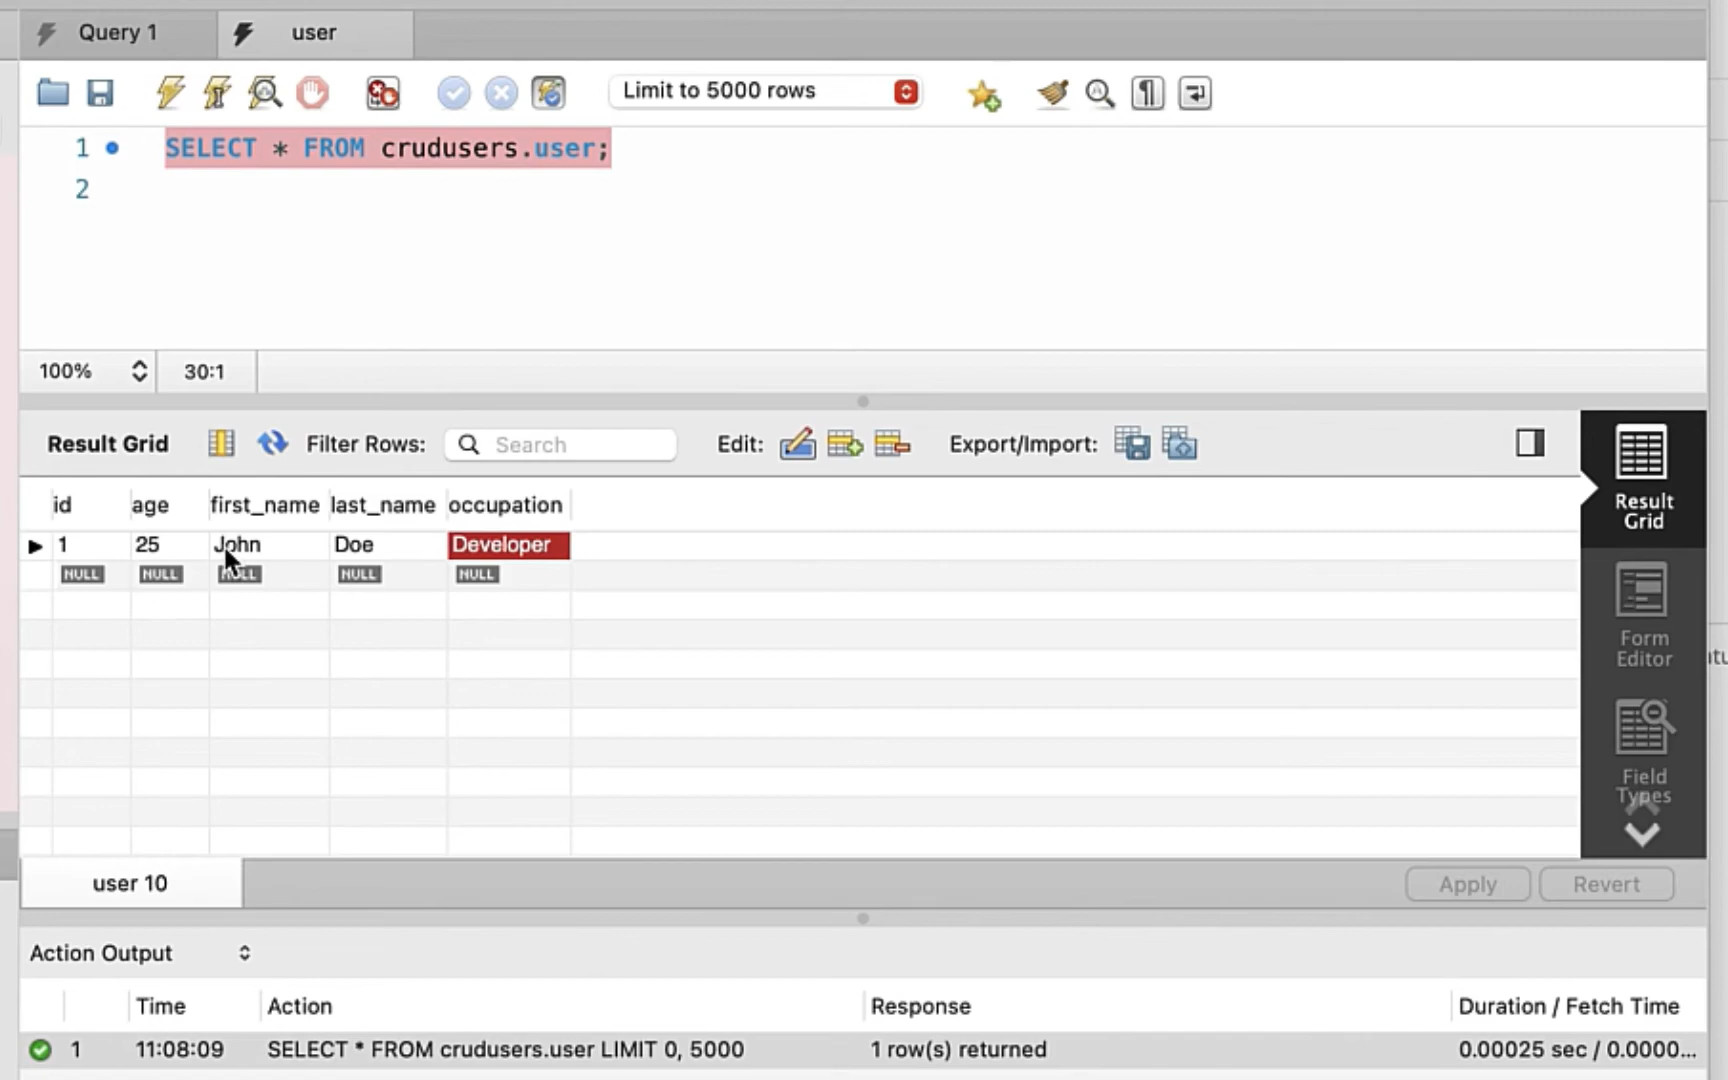 Query 1
user
Limit to 5000 rows
1 SELECT * FROM crudusers.user;
2
100% 30:1
Result Grid Filter Rows: Search Edit: Export/Import:
id age first_name last_name occupation
1 25 John Doe Developer
NULL NULL NULL NULL NULL
Result
Grid
Form
Editor
Field
Types
user 10
Apply Revert
Action Output
Time Action Response Duration / Fetch Time
1 11:08:09 SELECT * FROM crudusers.user LIMIT 0, 5000 1 row(s) returned 0.00025 sec / 0.0000...